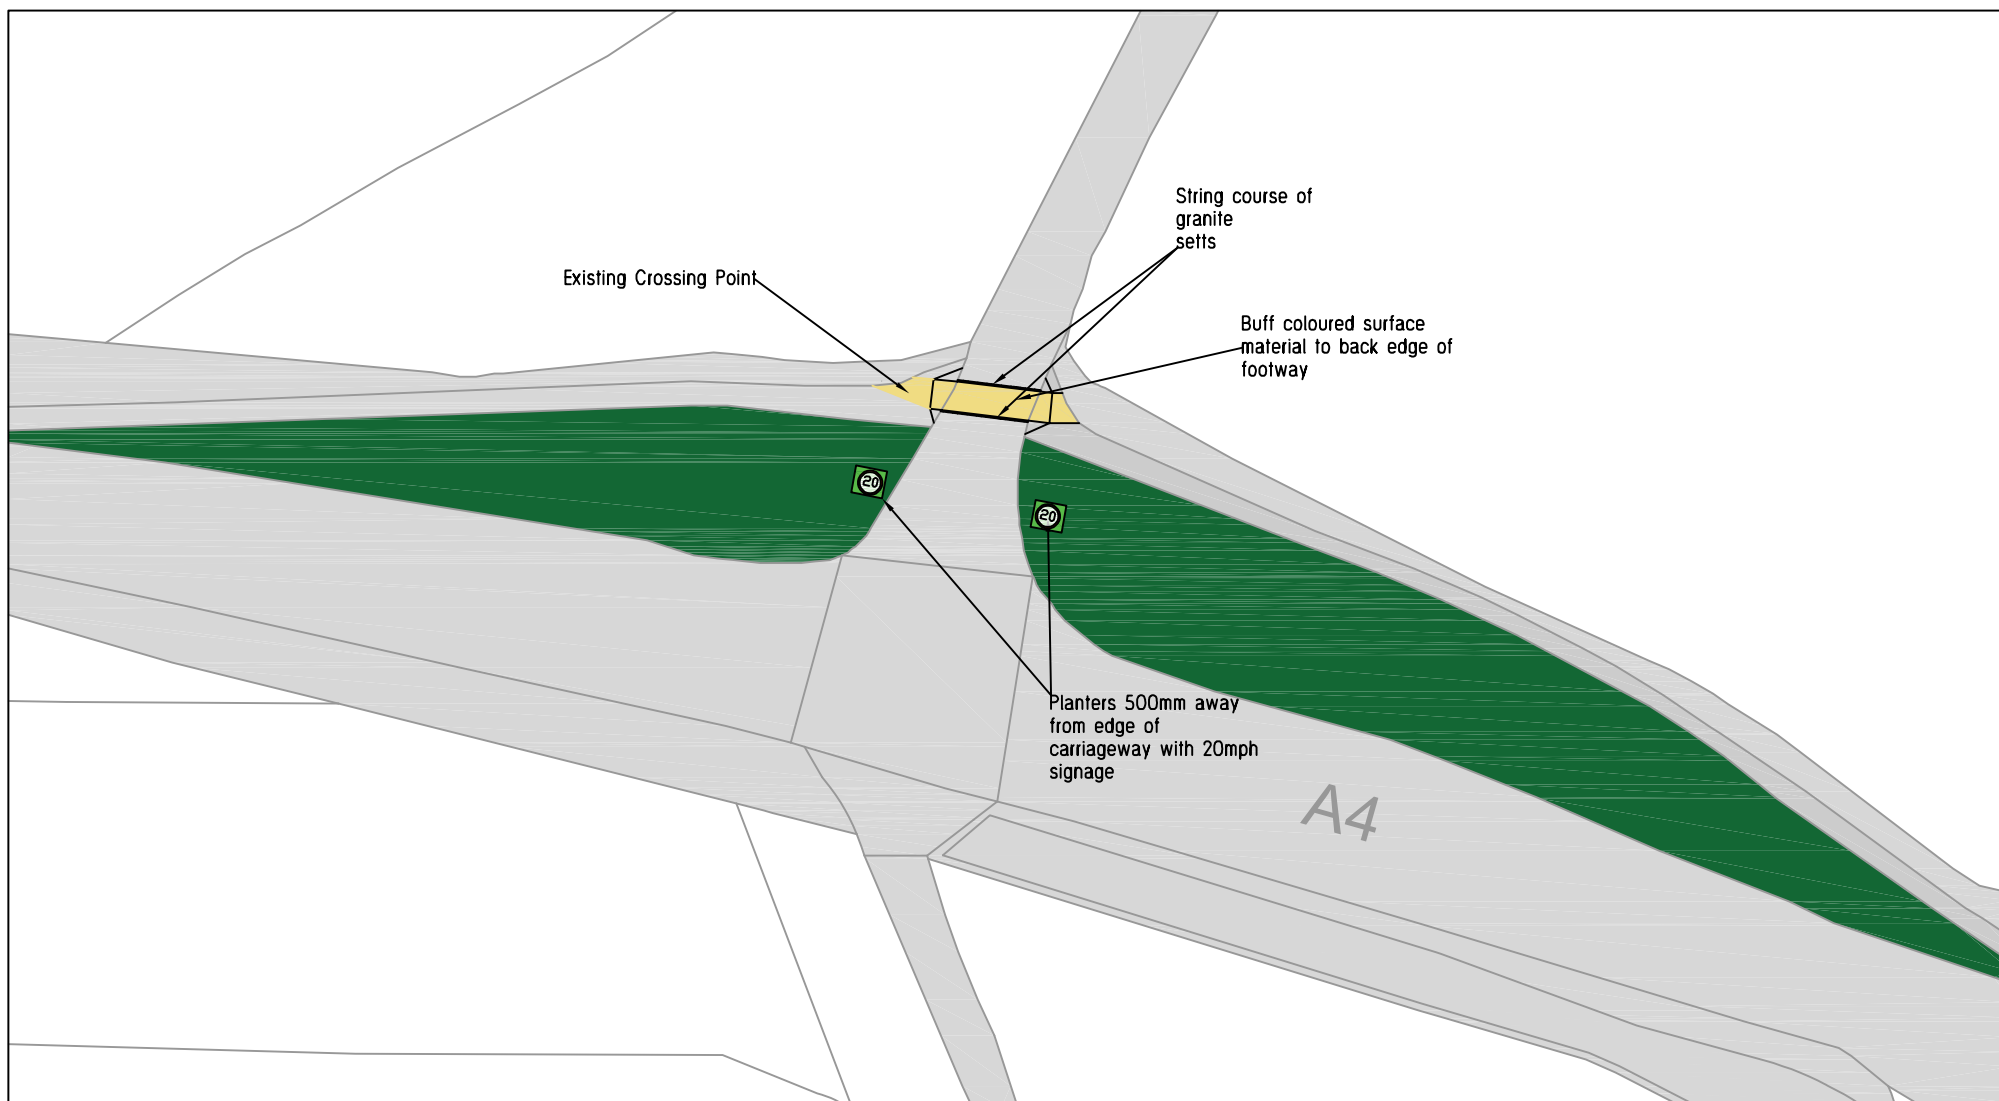 String course of
granite
setts
Existing Crossing Point
Buff coloured surface
material to back edge of
footway
20
20
Planters 500mm away
from edge of
carriageway with 20mph
signage
A4